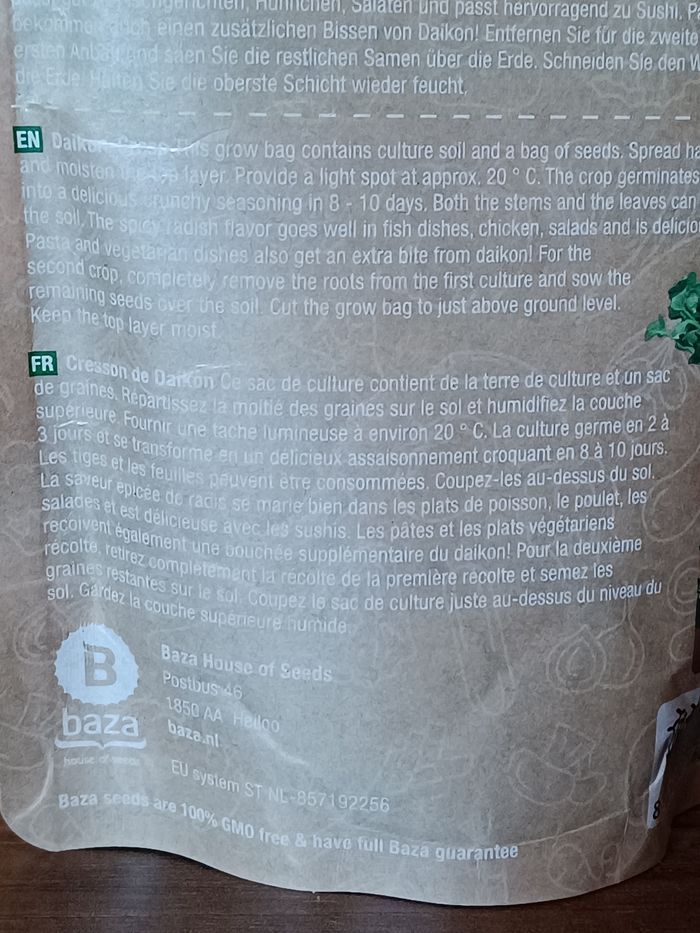 Hühnchen, Salaten und passt hervorragend zu Sushi,
einen zusätzlichen Bissen von Daikon! Entfernen Sie für die zweite
ersten Anbau und säen Sie die restlichen Samen über die Erde. Schneiden Sie den
die Erde. Halten Sie die oberste Schicht wieder feucht.
EN Daikon Cress This grow bag contains culture soil and a bag of seeds. Spread ha
and moisten the top layer. Provide a light spot at approx. 20 ° C. The crop germinates
into a delicious crunchy seasoning in 8 - 10 days. Both the stems and the leaves can
the soil. The spicy radish flavor goes well in fish dishes, chicken, salads and is delicio
Pasta and vegetarian dishes also get an extra bite from daikon! For the
second crop, completely remove the roots from the first culture and sow the
remaining seeds over the soil. Cut the grow bag to just above ground level.
Keep the top layer moist.
FR Cresson de Daikon Ce sac de culture contient de la terre de culture et un sac
de graines. Répartissez la moitié des graines sur le sol et humidifiez la couche
supérieure. Fournir une tache lumineuse à environ 20 ° C. La culture germe en 2 à
3 jours et se transforme en un délicieux assaisonnement croquant en 8 à 10 jours.
Les tiges et les feuilles peuvent être consommées. Coupez-les au-dessus du sol.
La saveur épicée de radis se marie bien dans les plats de poisson, le poulet, les
salades et est délicieuse avec les sushis. Les pâtes et les plats végétariens
reçoivent également une bouchée supplémentaire du daikon! Pour la deuxième
récolte, retirez complètement la récolte de la première récolte et semez les
graines restantes sur le sol. Coupez le sac de culture juste au-dessus du niveau du
sol. Gardez la couche supérieure humide.
B
baza
house of seeds
Baza House of Seeds
Postbus 46
1850 AA Heiloo
baza.nl
EU system ST NL-857192256
Baza seeds are 100% GMO free & have full Baza guarantee
8